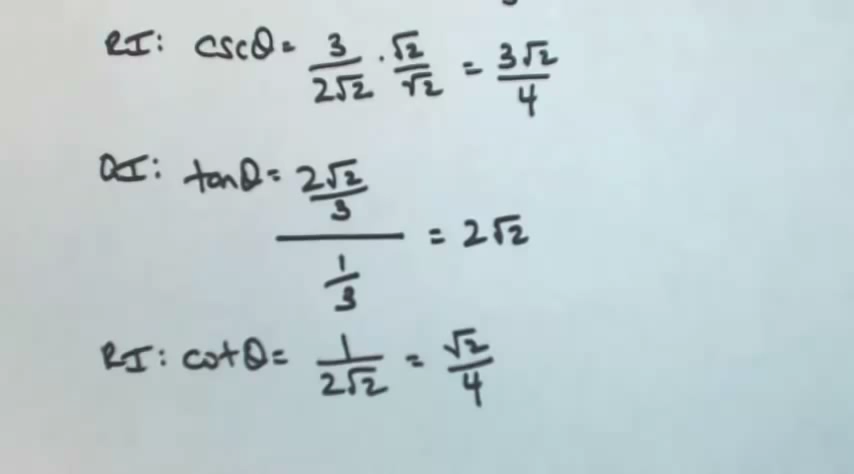 RI: cscθ = 3/2√2 · √2/√2 = 3√2/4
QI: tanθ = 2√2/3 / 1/3 = 2√2
RI: cotθ = 1/2√2 = √2/4